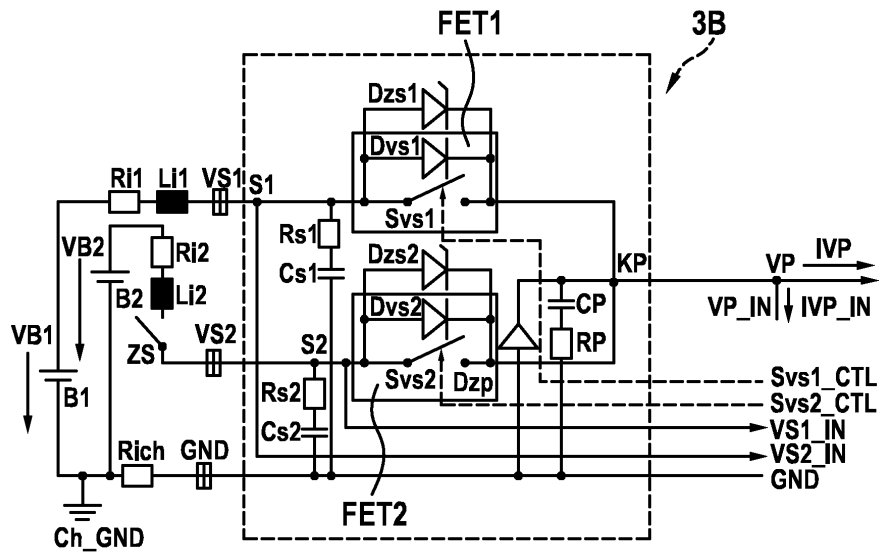 FET1
3B
Dzs1
Dvs1
Ri1
Li1
VS1
S1
Svs1
Rs1
VB2
Ri2
Cs1
Dzs2
KP
VP
IVP
B2
Li2
Dvs2
CP
VP_IN
IVP_IN
VB1
ZS
VS2
S2
RP
B1
Rs2
Svs2
Dzp
Svs1_CTL
Svs2_CTL
Cs2
VS1_IN
Rich
GND
VS2_IN
GND
FET2
Ch_GND